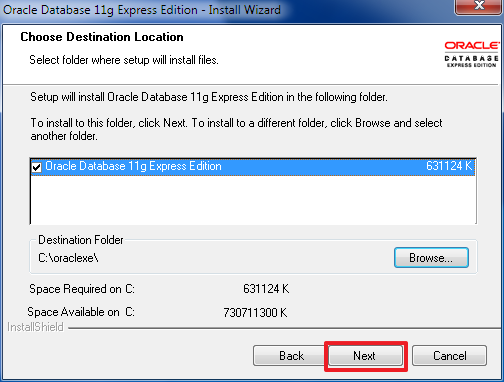 Oracle Database 11g Express Edition - Install Wizard
Choose Destination Location
Select folder where setup will install files.
ORACLE
DATABASE
EXPRESS EDITION
Setup will install Oracle Database 11g Express Edition in the following folder.
To install to this folder, click Next. To install to a different folder, click Browse and select
another folder.
Oracle Database 11g Express Edition 631124 K
Destination Folder
C:\oraclexe\
Browse...
Space Required on C: 631124 K
Space Available on C: 730711300 K
InstallShield
Back Next Cancel